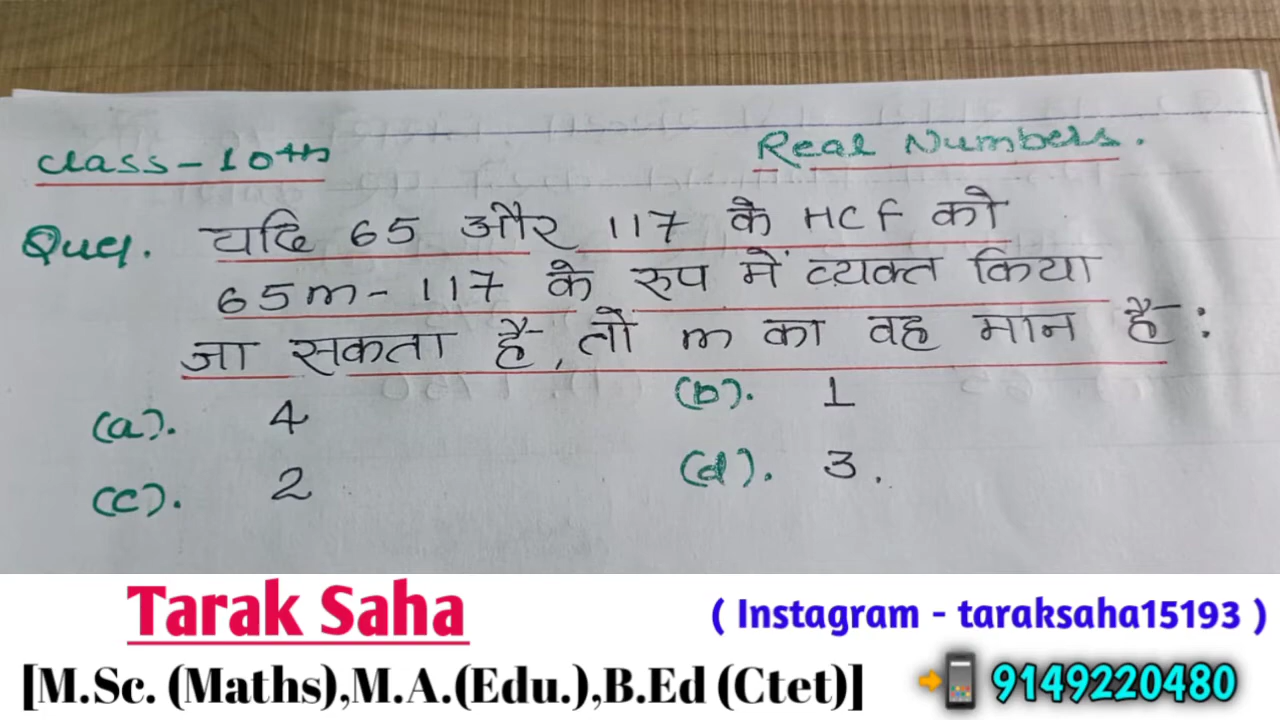 Class-10th
Real Numbers.
Ques. यदि 65 और 117 के HCF को
65m - 117 के रुप में व्यक्त किया
जा सकता है, तो m का वह मान है :
(a). 4
(b). 1
(c). 2
(d). 3.
Tarak Saha
( Instagram - taraksaha15193 )
[M.Sc. (Maths),M.A.(Edu.),B.Ed (Ctet)]
9149220480